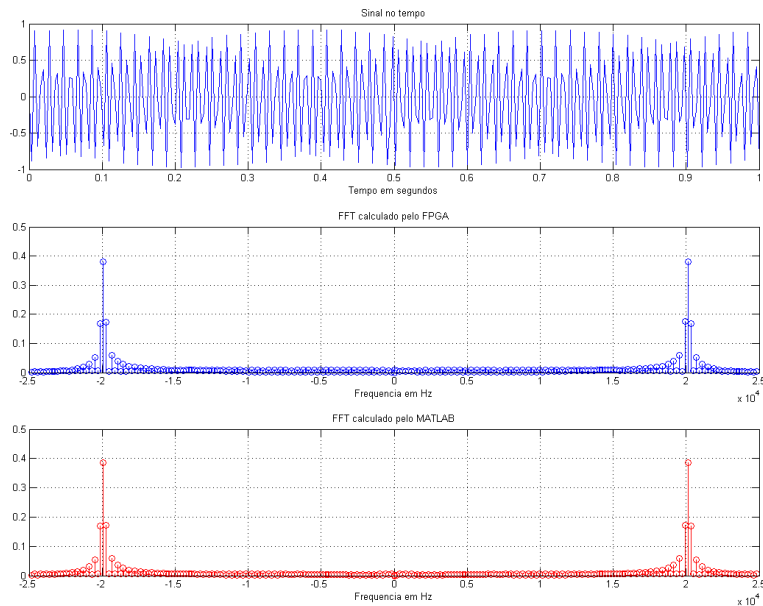 Sinal no tempo
1
0.5
0
-0.5
-1
0 0.1 0.2 0.3 0.4 0.5 0.6 0.7 0.8 0.9 1
Tempo em segundos
FFT calculado pelo FPGA
0.5
0.4
0.3
0.2
0.1
0
-2.5 -2 -1.5 -1 -0.5 0 0.5 1 1.5 2 2.5
Frequencia em Hz
x 10^4
FFT calculado pelo MATLAB
0.5
0.4
0.3
0.2
0.1
0
-2.5 -2 -1.5 -1 -0.5 0 0.5 1 1.5 2 2.5
Frequencia em Hz
x 10^4